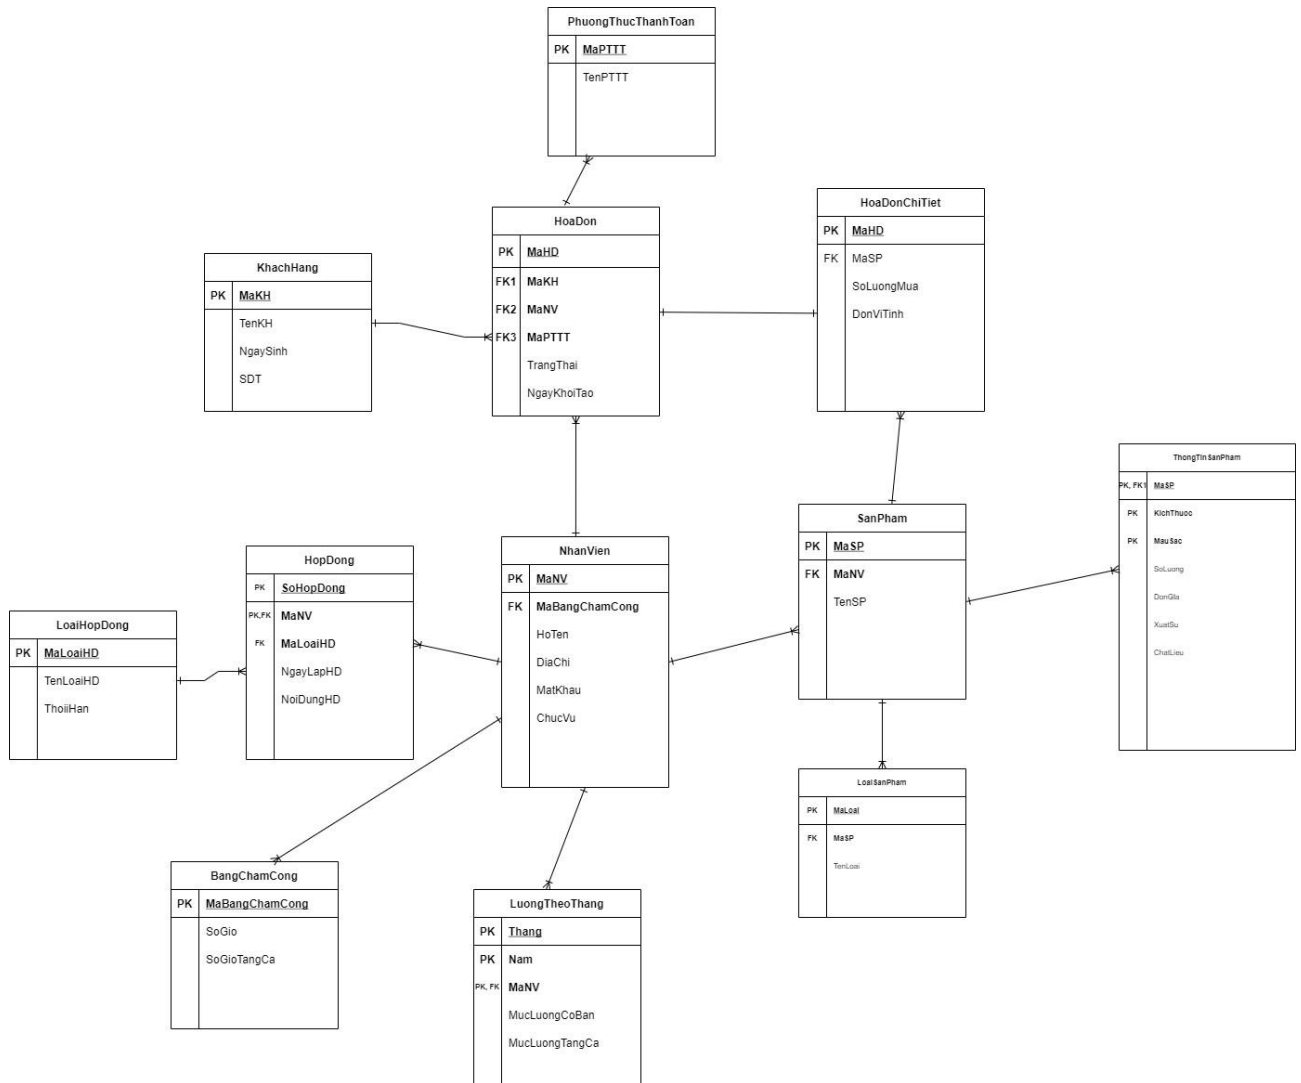 PhuongThucThanhToan
PK MaPTTT
TenPTTT
HoaDon
PK MaHD
FK1 MaKH
FK2 MaNV
FK3 MaPTTT
TrangThai
NgayKhoiTao
HoaDonChiTiet
PK MaHD
FK MaSP
SoLuongMua
DonViTinh
KhachHang
PK MaKH
TenKH
NgaySinh
SDT
ThongTinSanPham
PK, FK1 MaSP
PK KichThuoc
PK MauSac
SoLuong
DonGia
XuatSu
ChatLieu
SanPham
PK MaSP
FK MaNV
TenSP
NhanVien
PK MaNV
FK MaBangChamCong
HoTen
DiaChi
MatKhau
ChucVu
HopDong
PK SoHopDong
PK,FK MaNV
FK MaLoaiHD
NgayLapHD
NoiDungHD
LoaiHopDong
PK MaLoaiHD
TenLoaiHD
ThoiiHan
LoaiSanPham
PK MaLoai
FK MaSP
TenLoai
BangChamCong
PK MaBangChamCong
SoGio
SoGioTangCa
LuongTheoThang
PK Thang
PK Nam
PK, FK MaNV
MucLuongCoBan
MucLuongTangCa